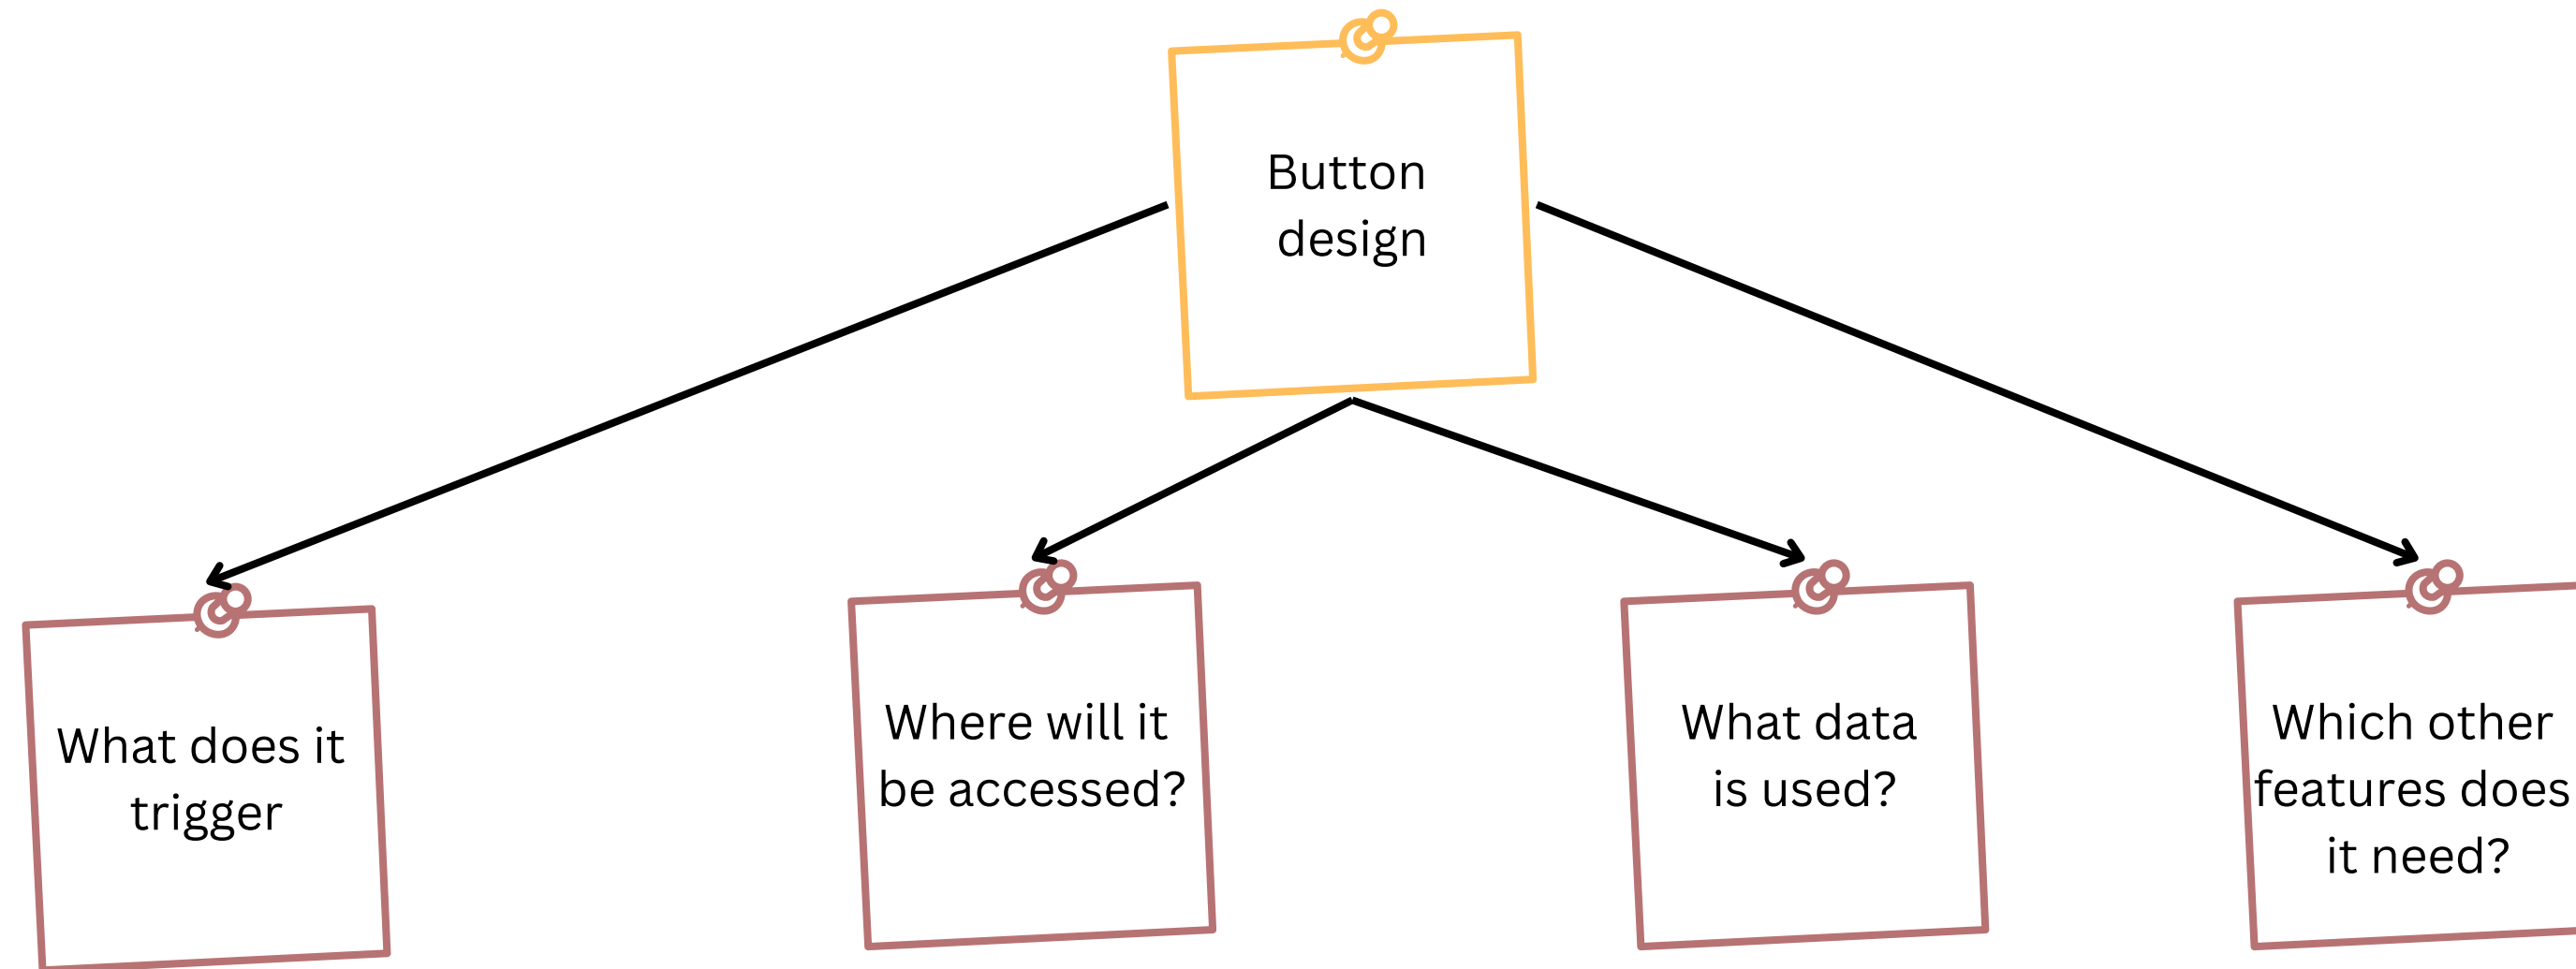 Button
design
What does it
trigger
Where will it
be accessed?
What data
is used?
Which other
features does
it need?